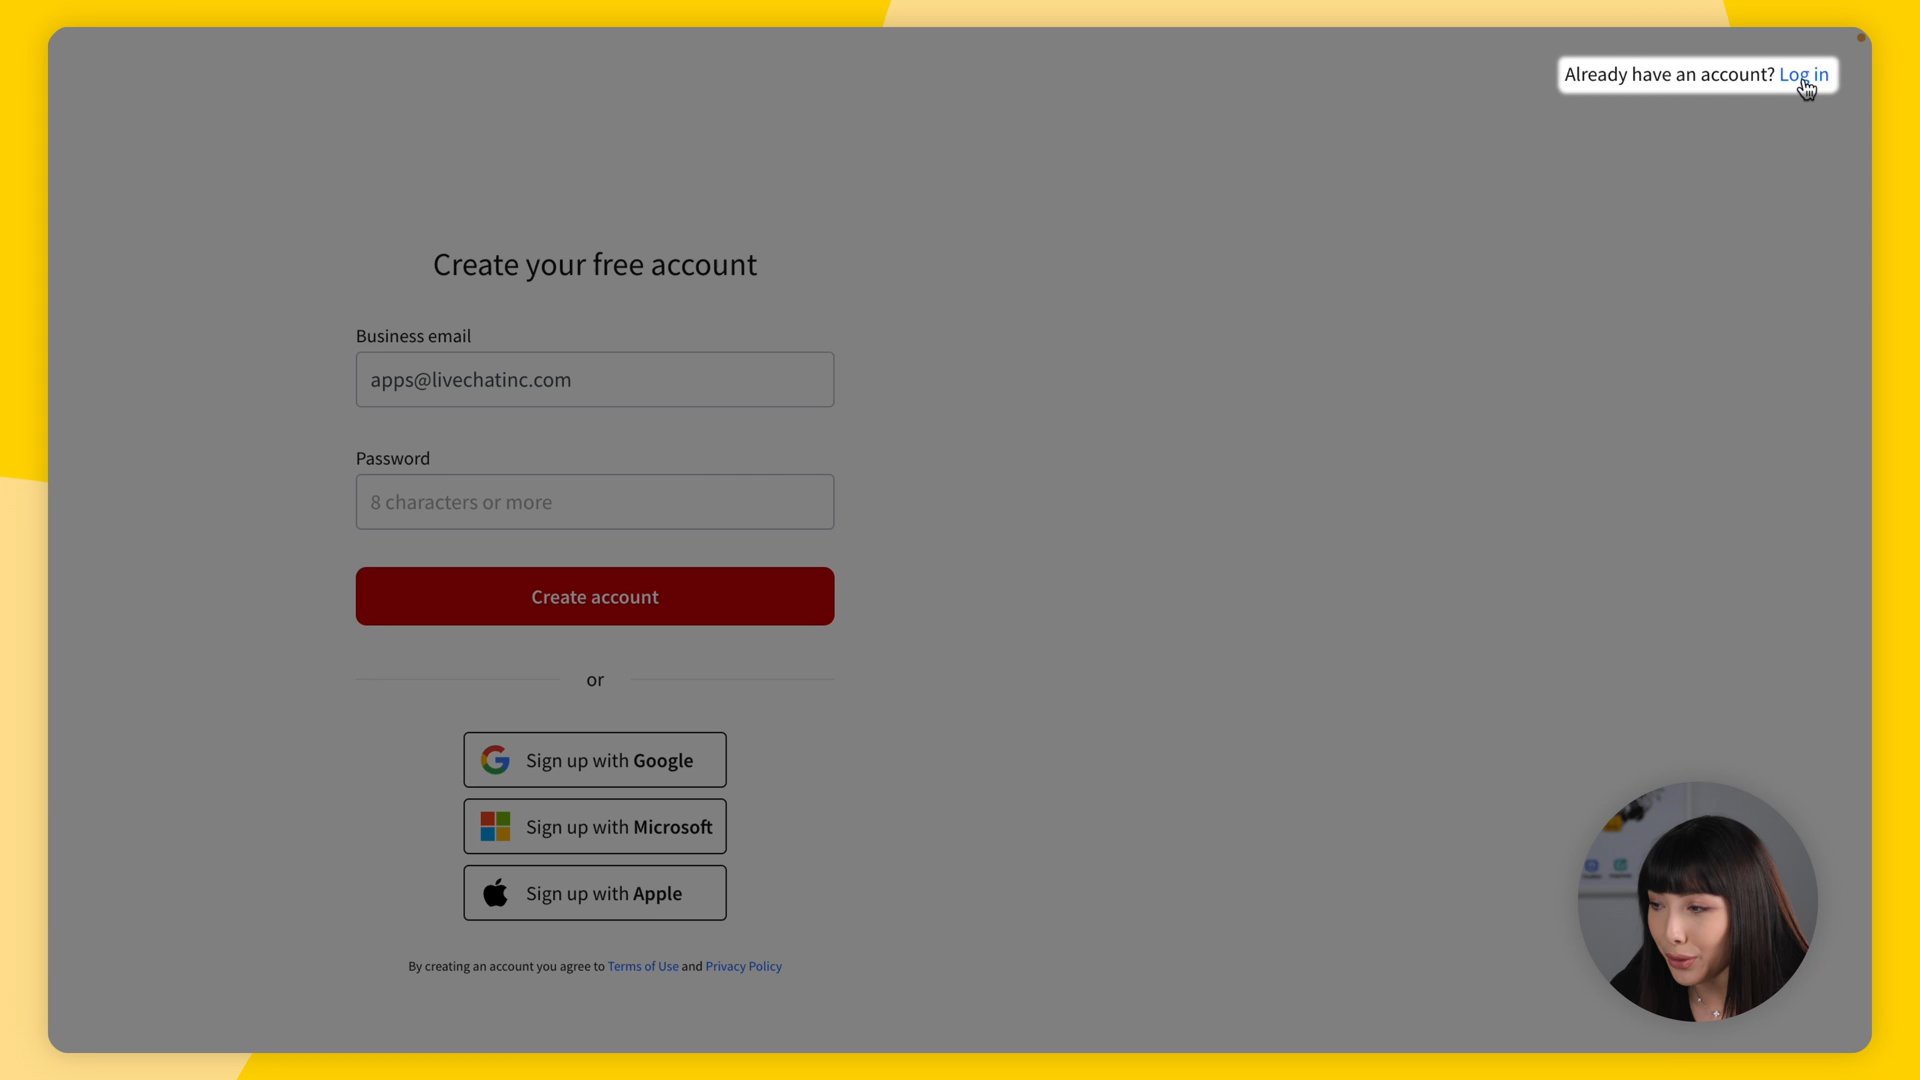 Already have an account? Log in
Create your free account
Business email
apps@livechatinc.com
Password
8 characters or more
Create account
or
Sign up with Google
Sign up with Microsoft
Sign up with Apple
By creating an account you agree to Terms of Use and Privacy Policy